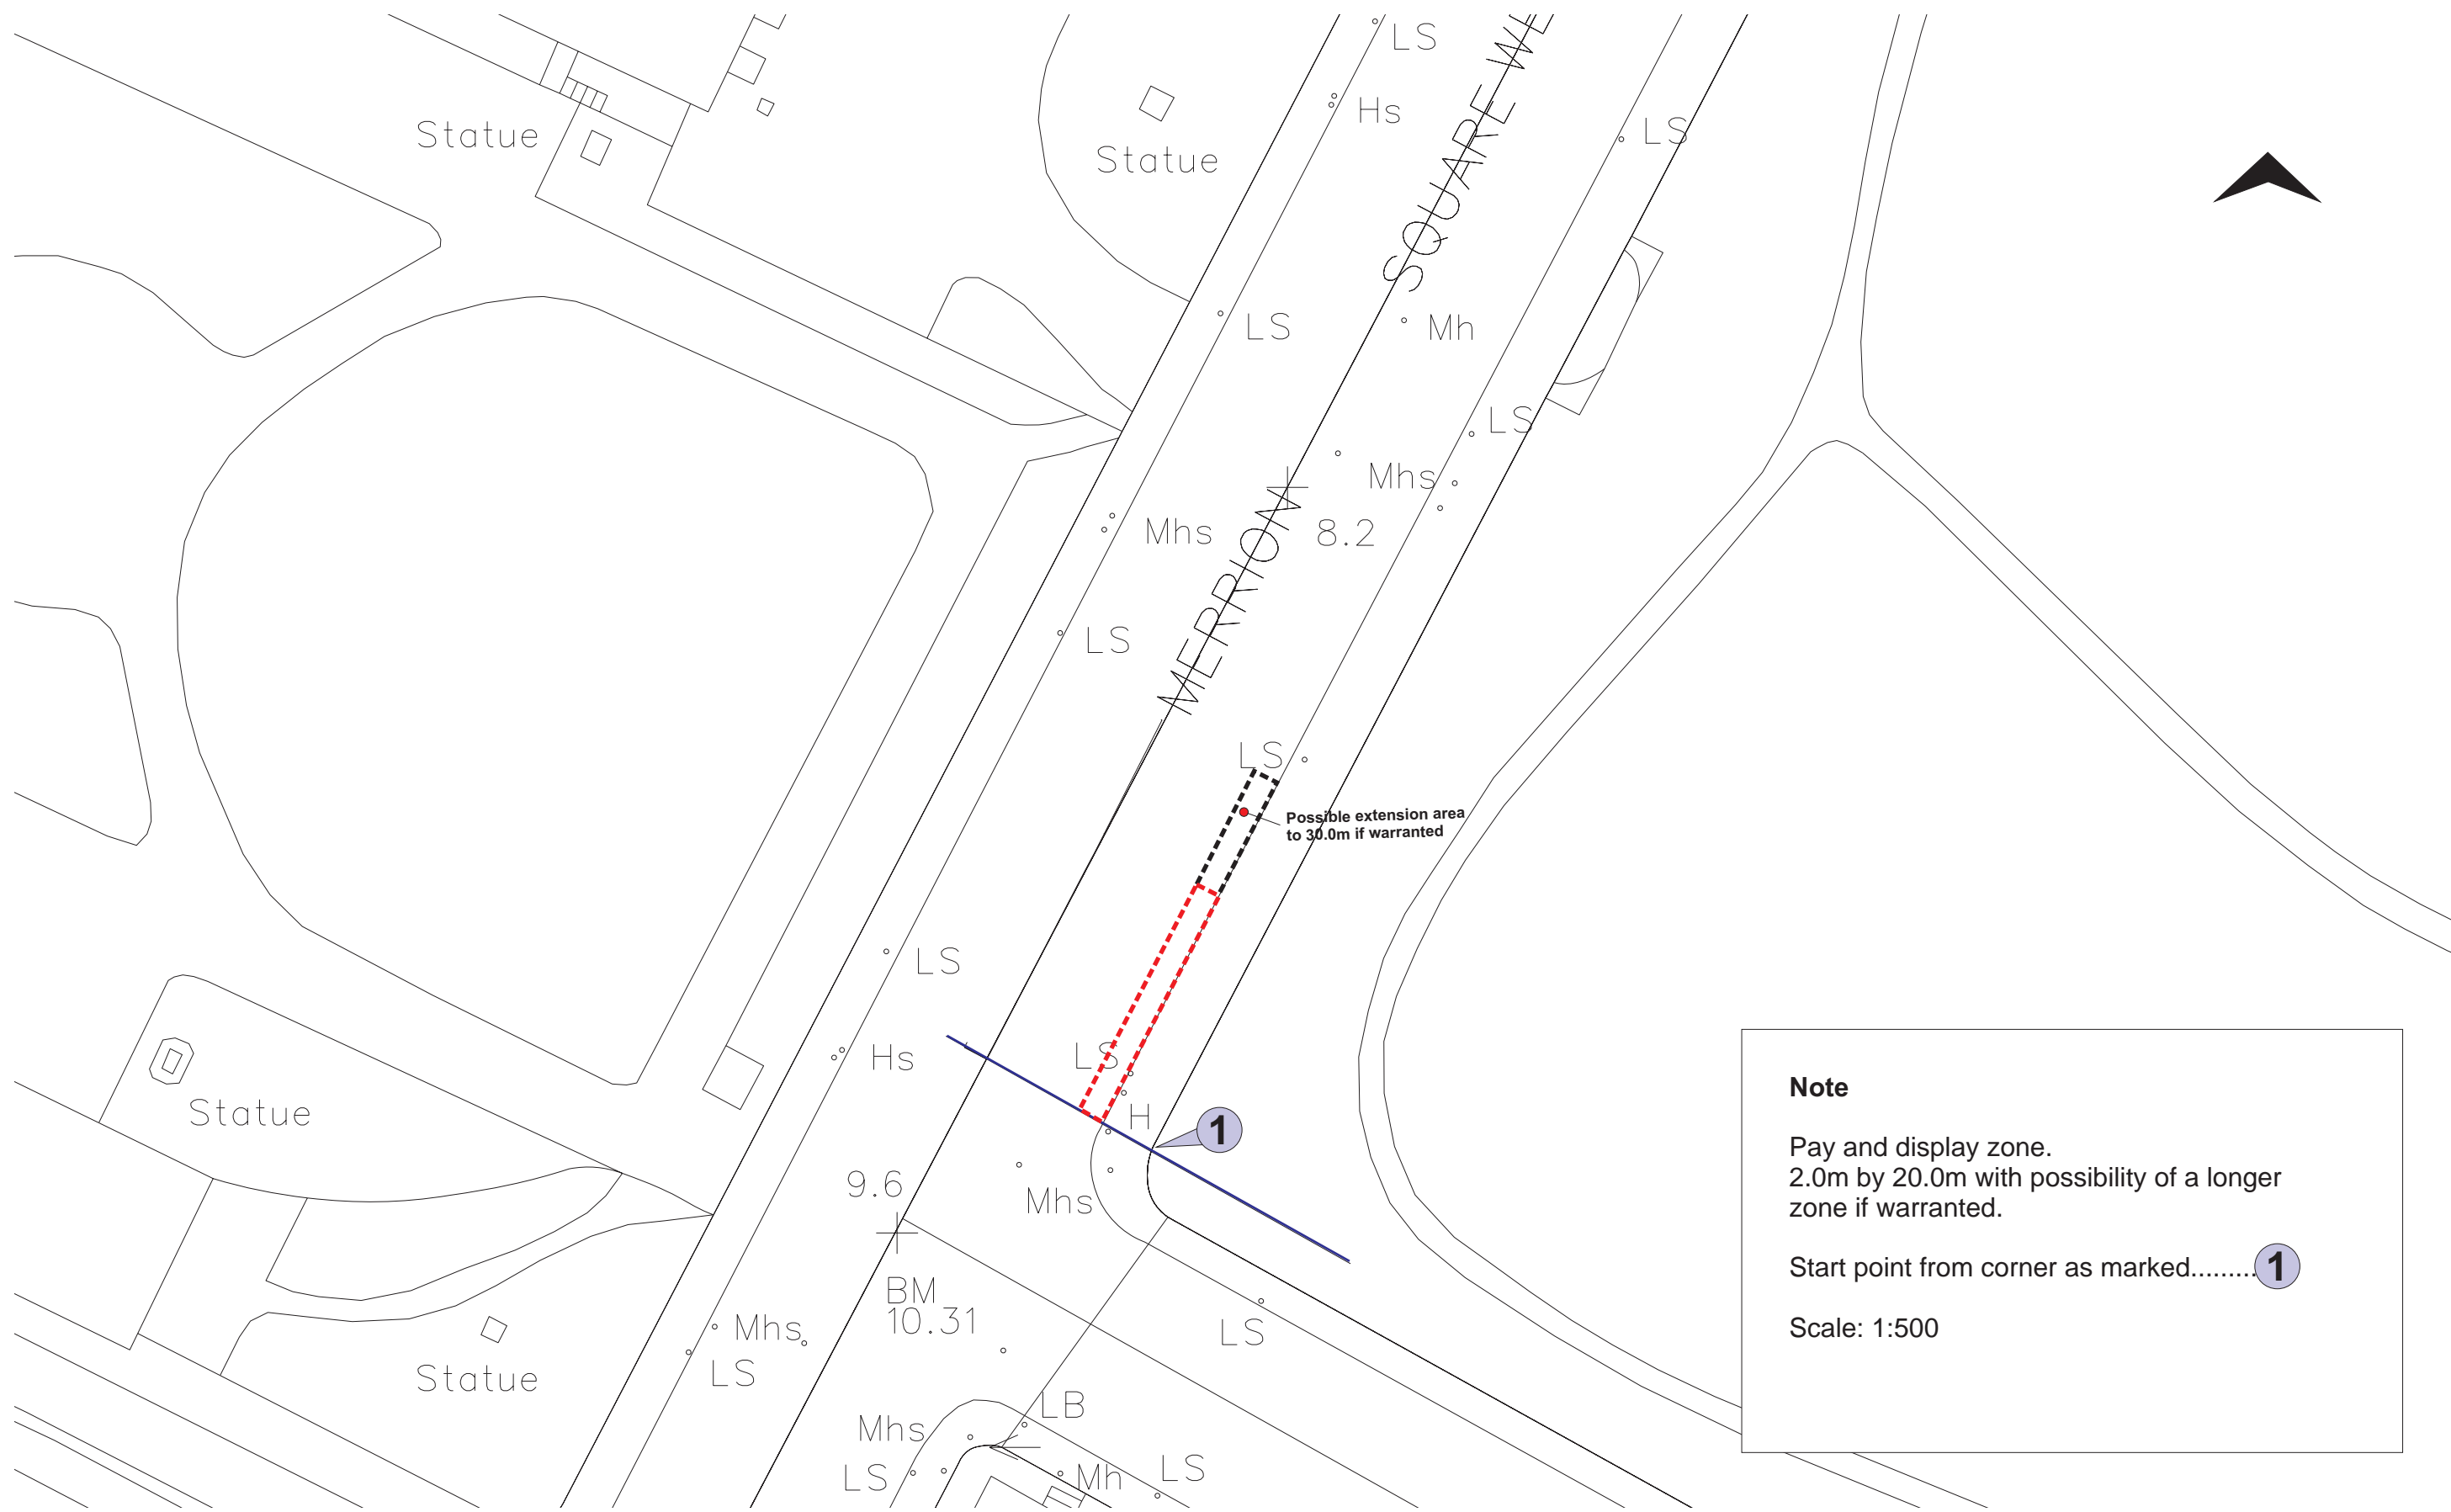 LS
Hs
Statue
Statue
LS
SQUARE WE
LS
Mh
LS
Mhs
8.2
Mhs
MERRION
LS
LS
Possible extension area
to 30.0m if warranted
LS
LS
Hs
H
1
Statue
9.6
Mhs
BM
10.31
Mhs
LS
LS
Statue
LB
Mhs
LS
Mh
LS
Note
Pay and display zone.
2.0m by 20.0m with possibility of a longer
zone if warranted.
Start point from corner as marked.........1
Scale: 1:500